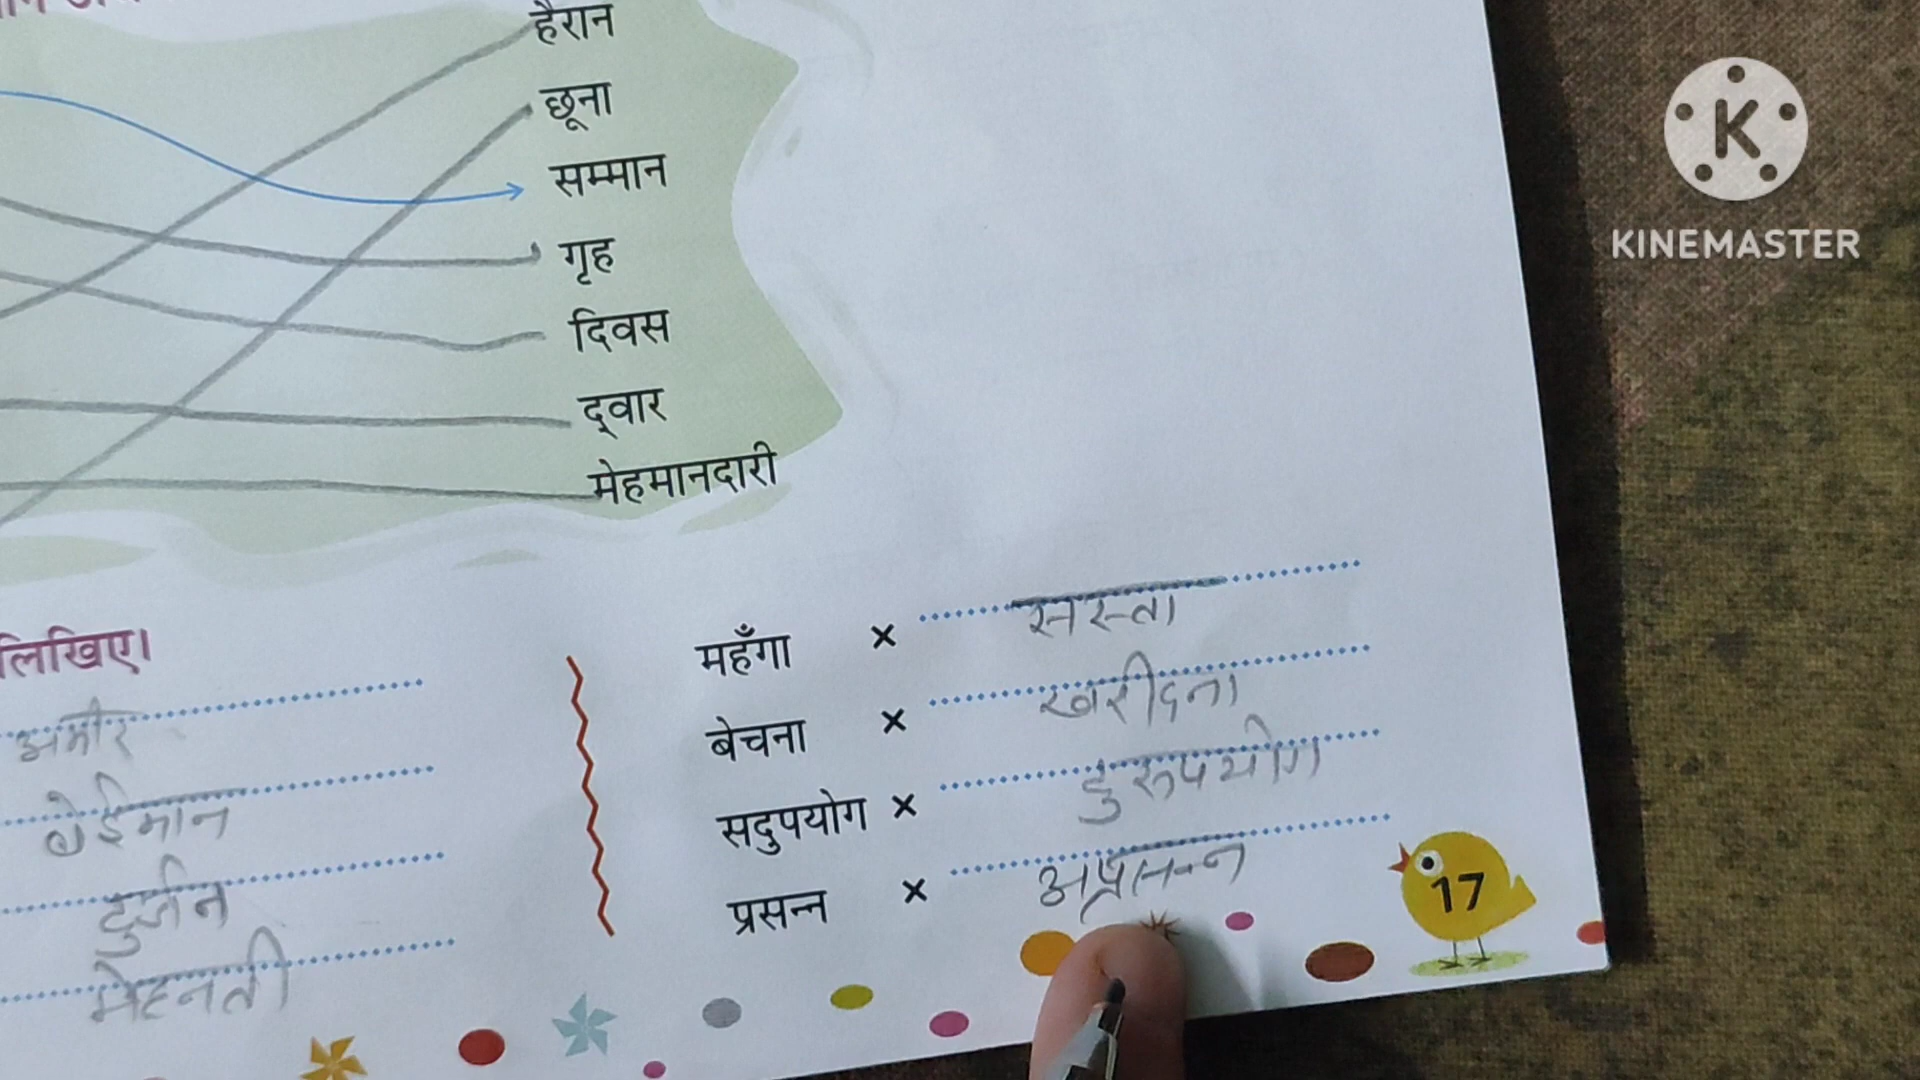 हैरान
छूना
सम्मान
गृह
दिवस
द्वार
मेहमानदारी
लिखिए।
अमीर
बेईमान
दुर्जन
मेहनती
महँगा × सस्ता
बेचना × खरीदना
सदुपयोग × दुरुपयोग
प्रसन्न × अप्रसन्न
17
K
KINEMASTER